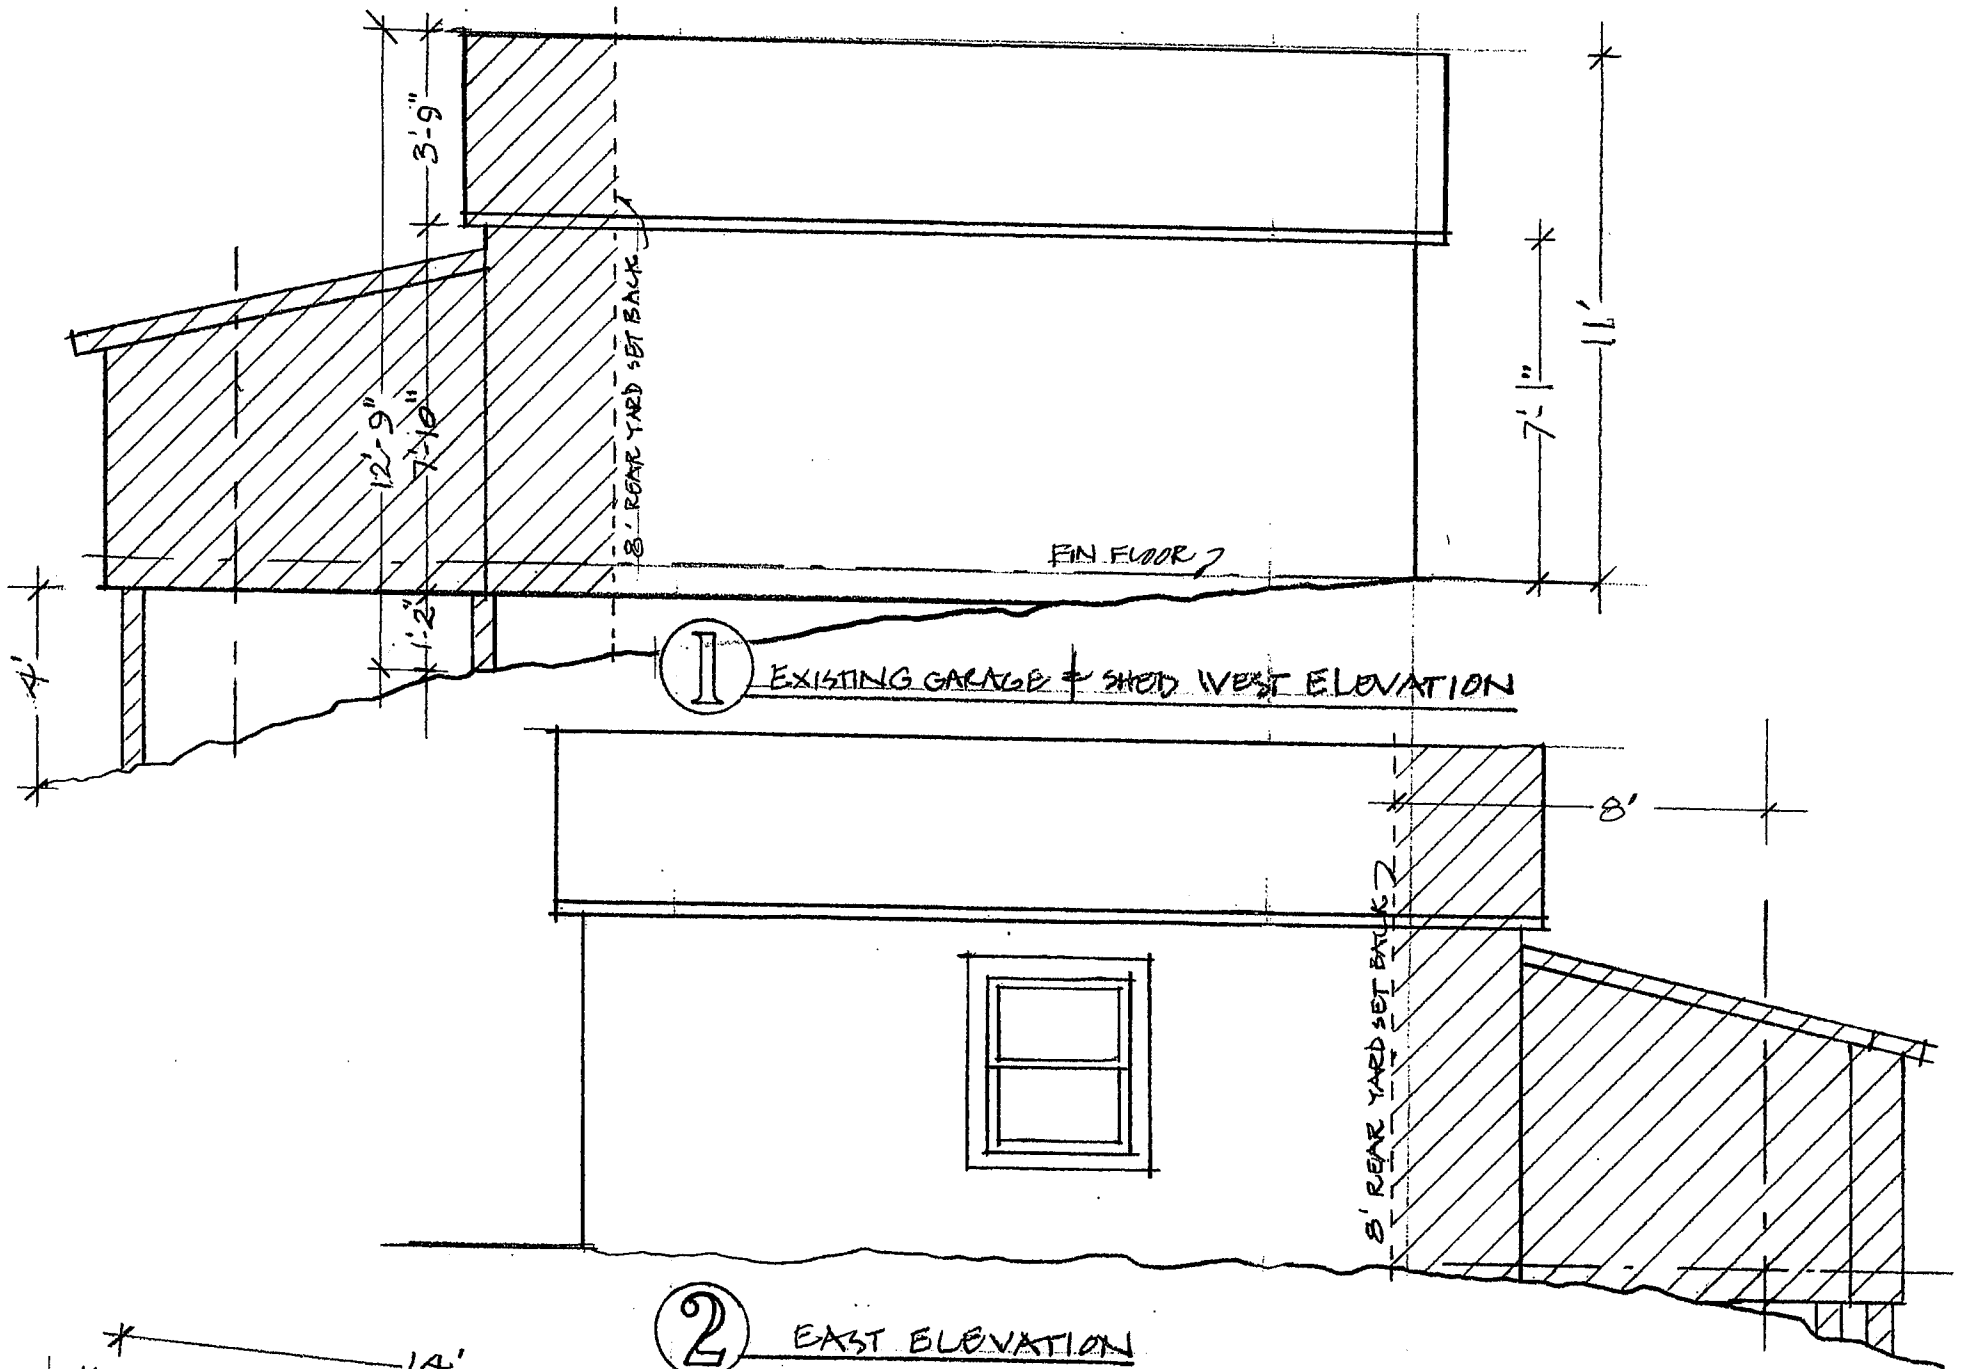 3'-9"
12'-9"
7'-10"
1'-2"
4'
8' REAR YARD SET BACK
FIN FLOOR
7'-1"
11'
1 EXISTING GARAGE & SHED WEST ELEVATION
8'
8' REAR YARD SET BACK
2 EAST ELEVATION
14'